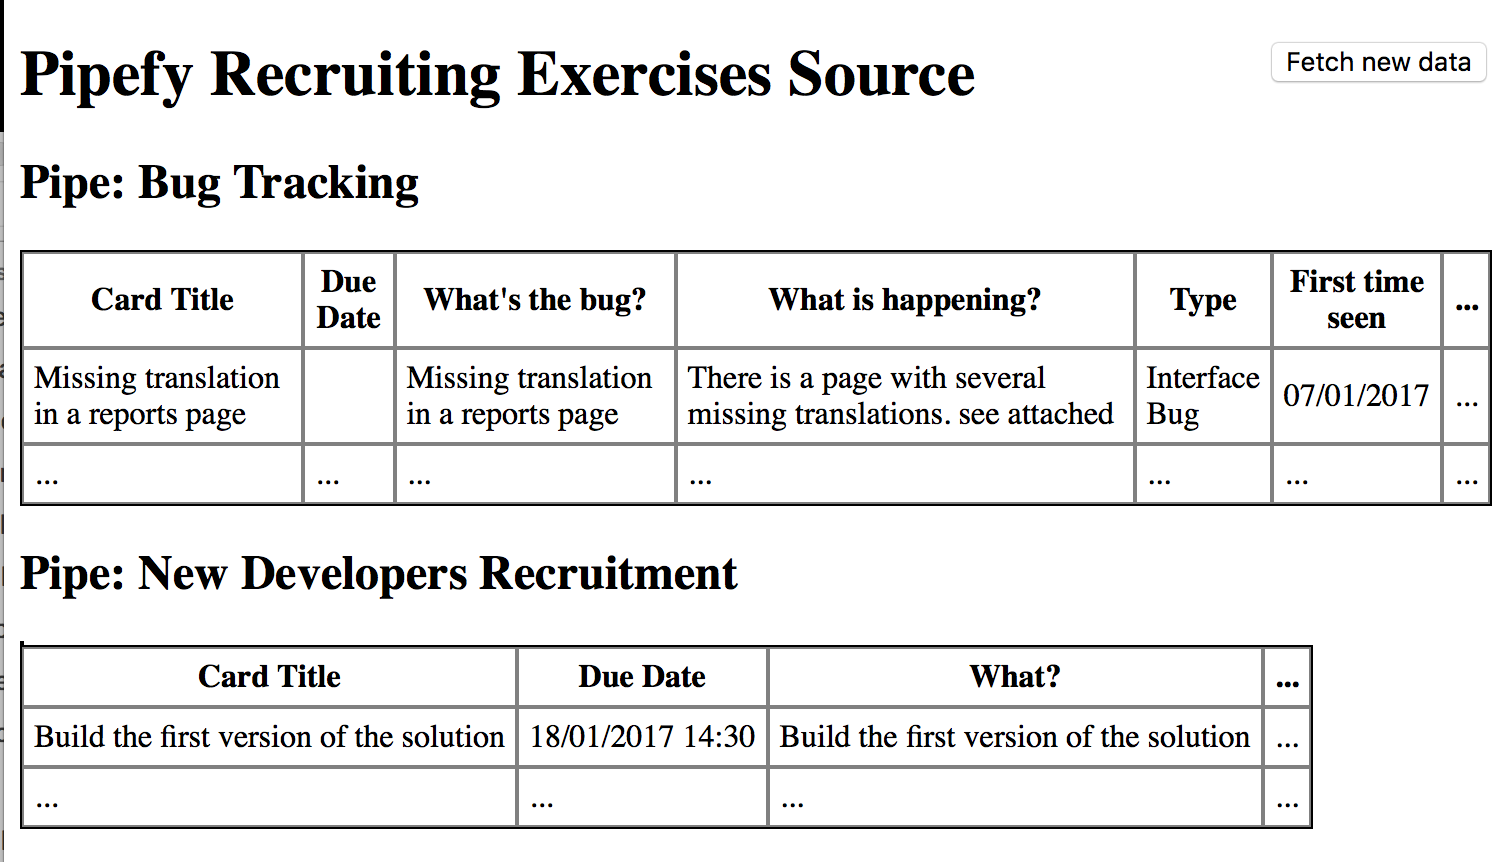 Pipefy Recruiting Exercises Source
Fetch new data
Pipe: Bug Tracking
Card Title
Due
Date
What's the bug?
What is happening?
Type
First time
seen
...
Missing translation
in a reports page
Missing translation
in a reports page
There is a page with several
missing translations. see attached
Interface
Bug
07/01/2017
...
...
...
...
...
...
...
...
Pipe: New Developers Recruitment
Card Title
Due Date
What?
...
Build the first version of the solution
18/01/2017 14:30
Build the first version of the solution
...
...
...
...
...